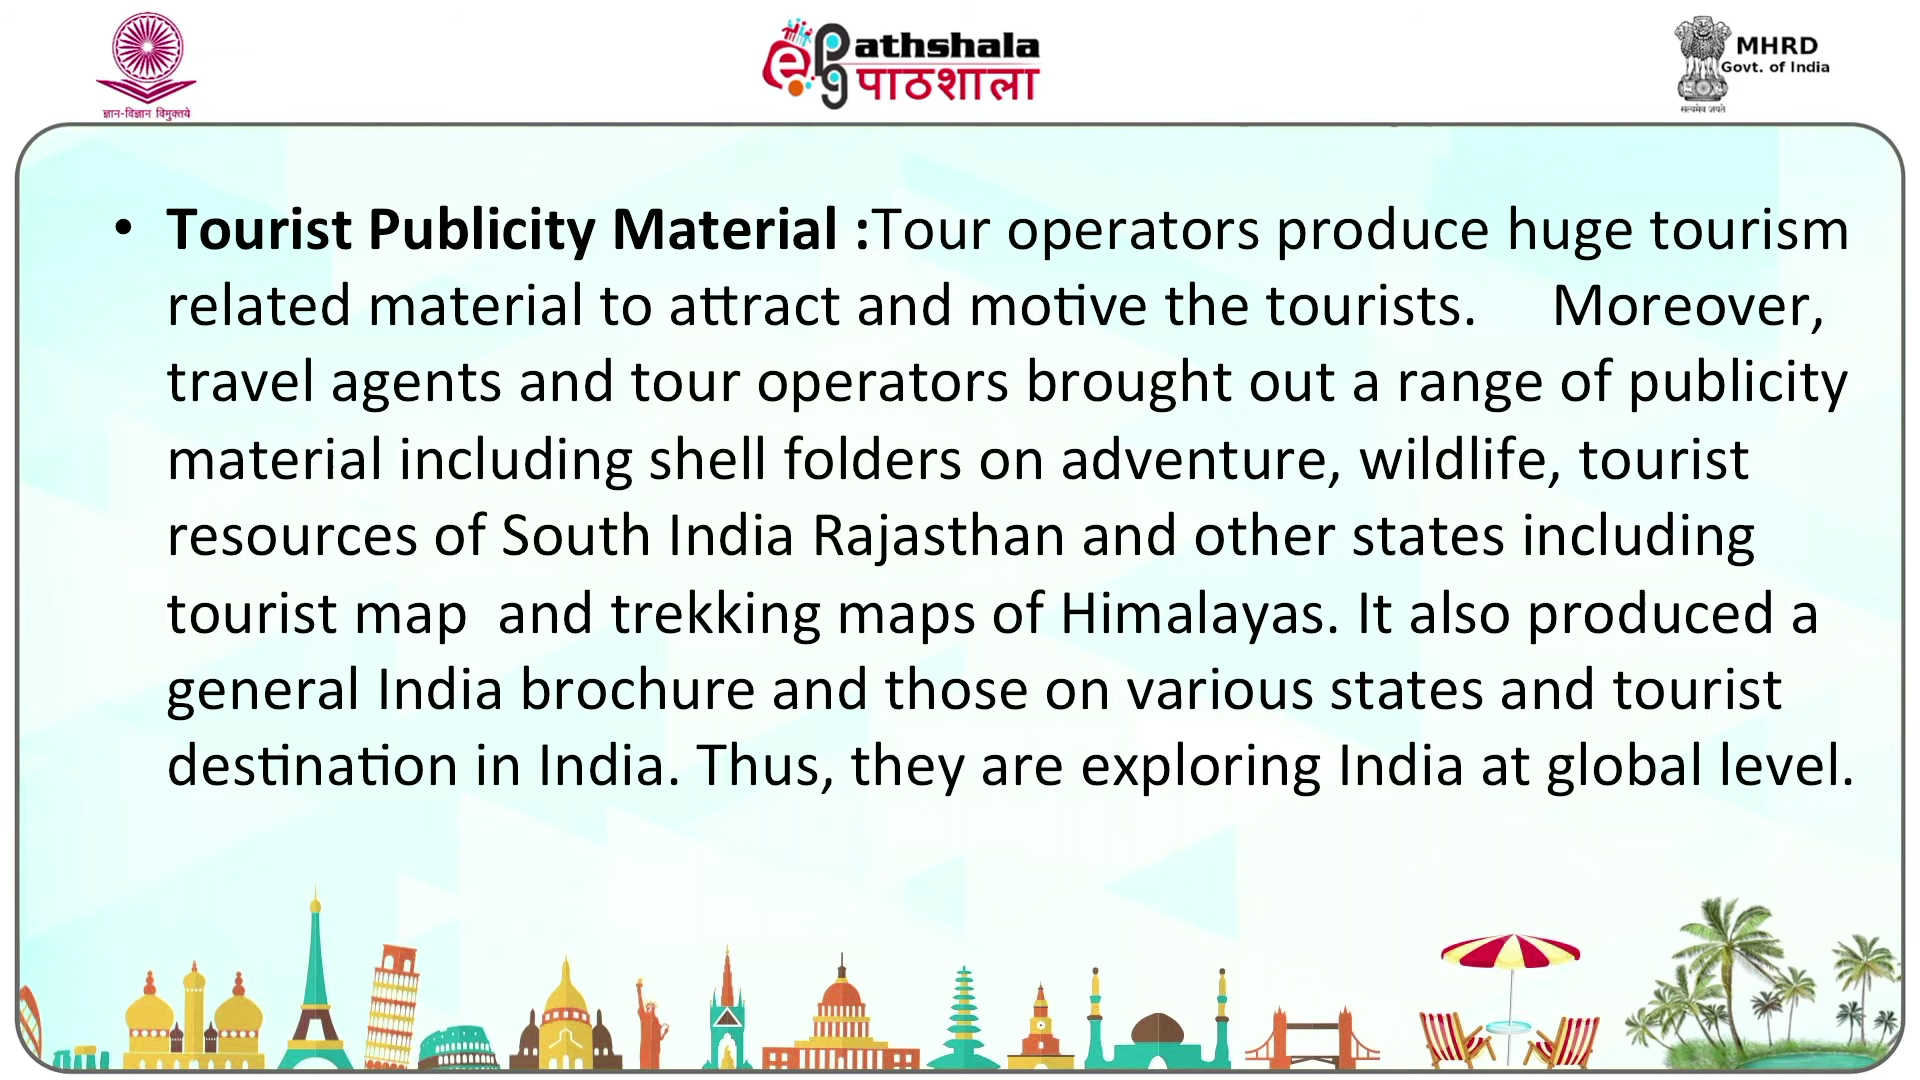 ज्ञान-विज्ञान विमुक्तये
ePG Pathshala
पाठशाला
MHRD
Govt. of India
सत्यमेव जयते
• Tourist Publicity Material :Tour operators produce huge tourism
related material to attract and motive the tourists. Moreover,
travel agents and tour operators brought out a range of publicity
material including shell folders on adventure, wildlife, tourist
resources of South India Rajasthan and other states including
tourist map and trekking maps of Himalayas. It also produced a
general India brochure and those on various states and tourist
destination in India. Thus, they are exploring India at global level.